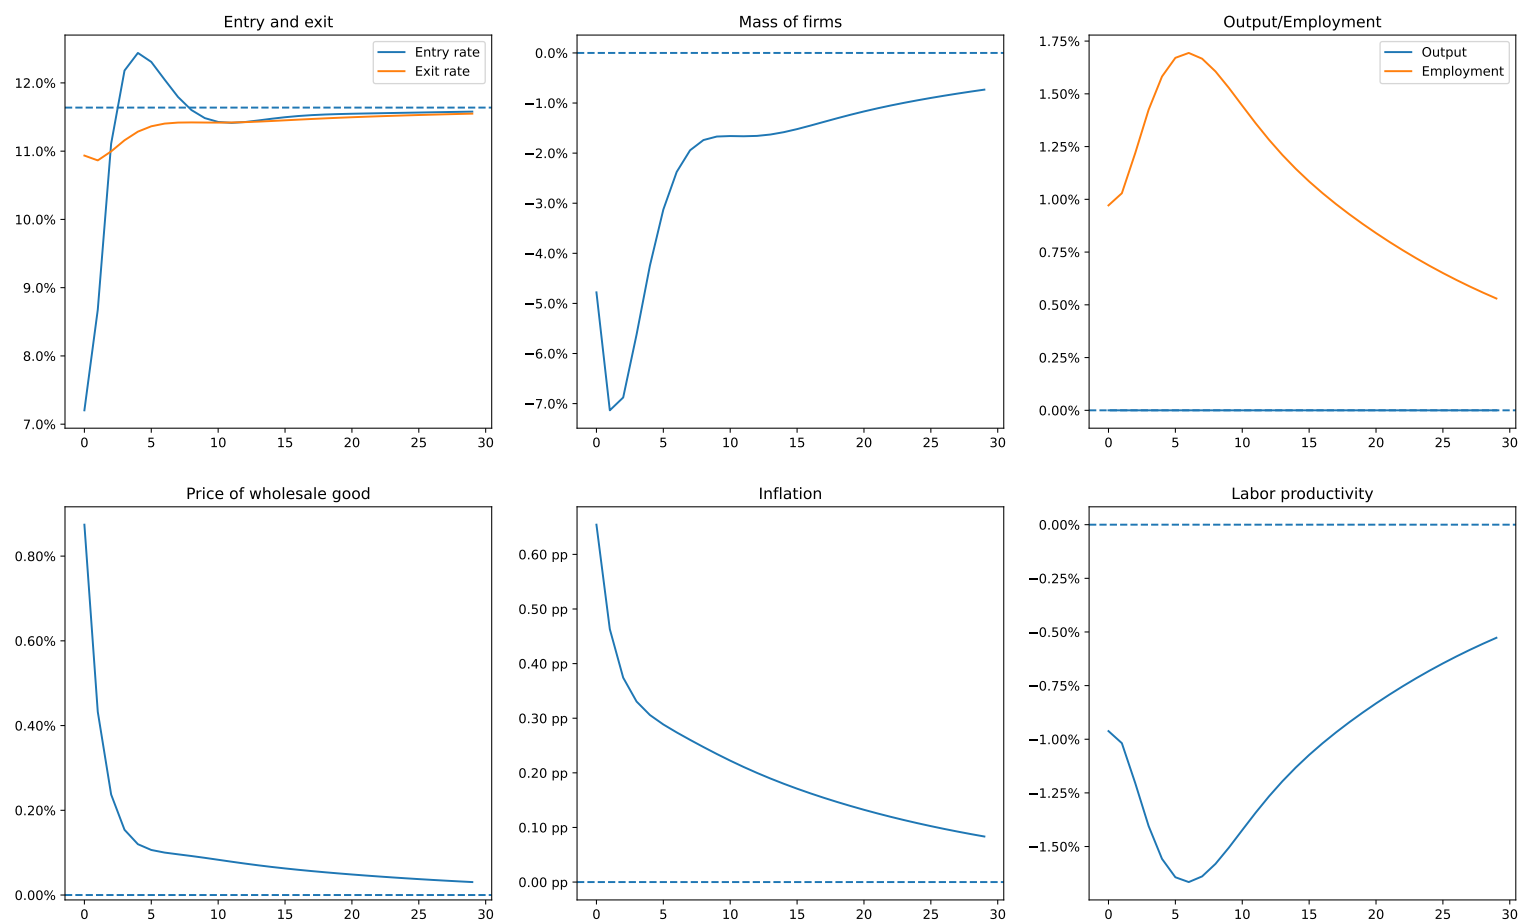 Entry and exit
12.0%
11.0%
10.0%
9.0%
8.0%
7.0%
Entry rate
Exit rate
0 5 10 15 20 25 30
Mass of firms
0.0%
−1.0%
−2.0%
−3.0%
−4.0%
−5.0%
−6.0%
−7.0%
0 5 10 15 20 25 30
Output/Employment
1.75%
1.50%
1.25%
1.00%
0.75%
0.50%
0.25%
0.00%
Output
Employment
0 5 10 15 20 25 30
Price of wholesale good
0.80%
0.60%
0.40%
0.20%
0.00%
0 5 10 15 20 25 30
Inflation
0.60 pp
0.50 pp
0.40 pp
0.30 pp
0.20 pp
0.10 pp
0.00 pp
0 5 10 15 20 25 30
Labor productivity
0.00%
−0.25%
−0.50%
−0.75%
−1.00%
−1.25%
−1.50%
0 5 10 15 20 25 30